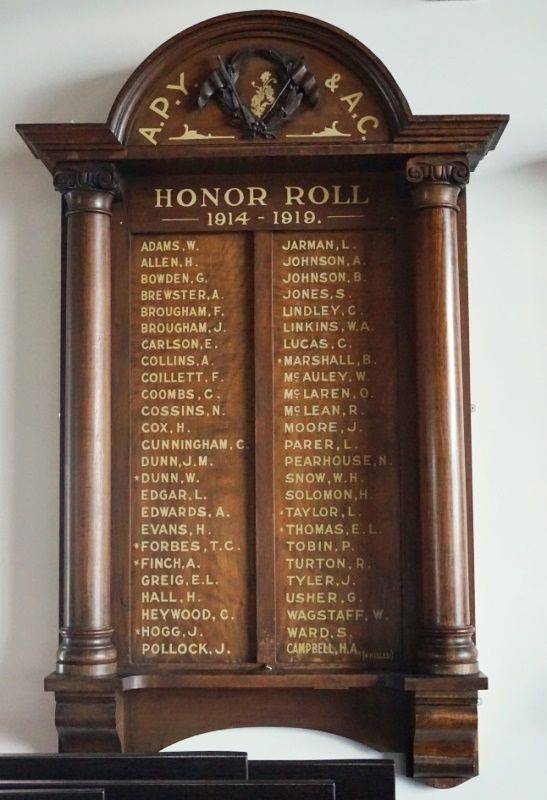 A.P.Y. & A.C.
HONOR ROLL
1914 - 1919.
ADAMS, W.
ALLEN, H.
BOWDEN, G.
BREWSTER, A.
BROUGHAM, F.
BROUGHAM, J.
CARLSON, E.
COLLINS, A.
COILLETT, F.
COOMBS, C.
COSSINS, N.
COX, H.
CUNNINGHAM, C.
DUNN, J.M.
*DUNN, W.
EDGAR, L.
EDWARDS, A.
EVANS, H.
*FORBES, T.C.
*FINCH, A.
GREIG, E.L.
HALL, H.
HEYWOOD, C.
*HOGG, J.
POLLOCK, J.
JARMAN, L.
JOHNSON, A.
JOHNSON, B.
JONES, S.
LINDLEY, C.
LINKINS, W.A.
LUCAS, C.
*MARSHALL, B.
McAULEY, W.
McLAREN, O.
McLEAN, R.
MOORE, J.
PARER, L.
PEARHOUSE, N.
SNOW, W.H.
SOLOMON, H.
*TAYLOR, L.
*THOMAS, E.L.
TOBIN, P.
TURTON, R.
TYLER, J.
USHER, G.
WAGSTAFF, W.
WARD, S.
CAMPBELL, H.A.